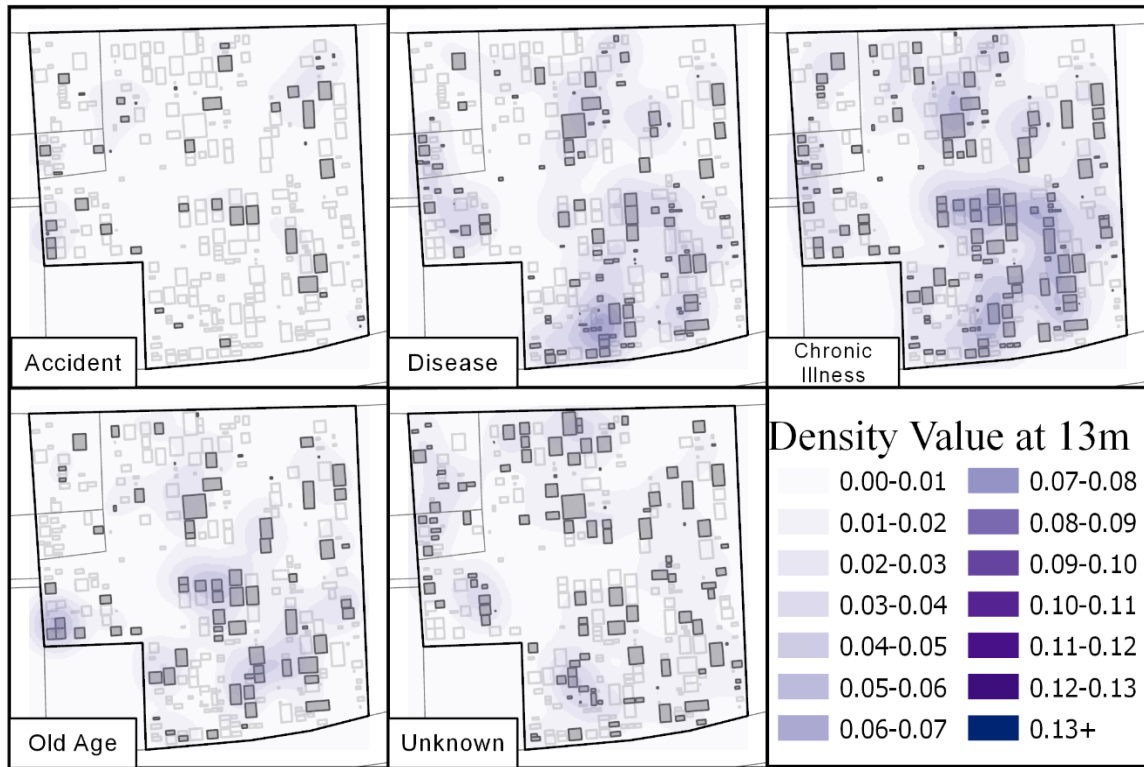 Accident
Disease
Chronic
Illness
Old Age
Unknown
Density Value at 13m
0.00-0.01
0.01-0.02
0.02-0.03
0.03-0.04
0.04-0.05
0.05-0.06
0.06-0.07
0.07-0.08
0.08-0.09
0.09-0.10
0.10-0.11
0.11-0.12
0.12-0.13
0.13+